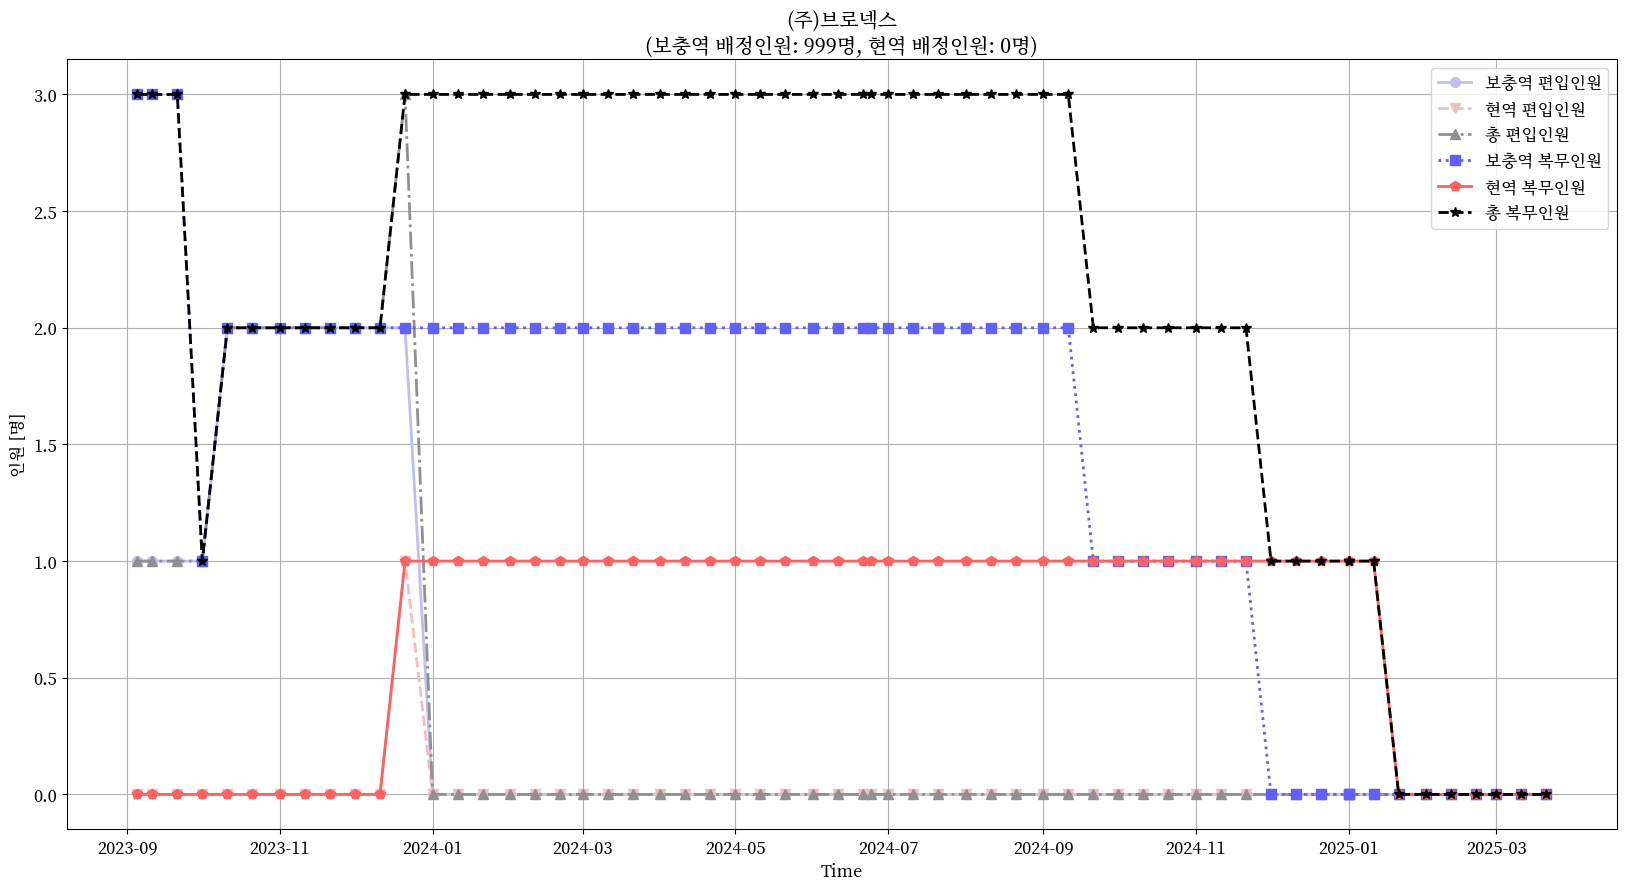 (주)브로넥스
(보충역 배정인원: 999명, 현역 배정인원: 0명)
보충역 편입인원
현역 편입인원
총 편입인원
보충역 복무인원
현역 복무인원
총 복무인원
인원 [명]
3.0
2.5
2.0
1.5
1.0
0.5
0.0
2023-09
2023-11
2024-01
2024-03
2024-05
2024-07
2024-09
2024-11
2025-01
2025-03
Time